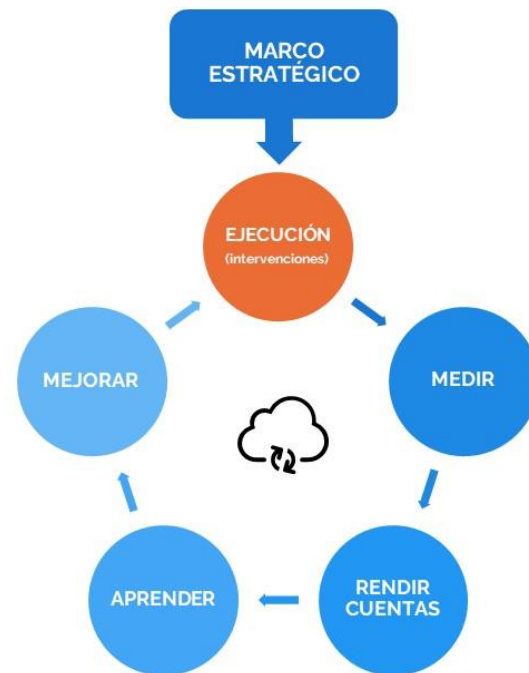 MARCO
ESTRATÉGICO
EJECUCIÓN
(intervenciones)
MEDIR
RENDIR
CUENTAS
APRENDER
MEJORAR